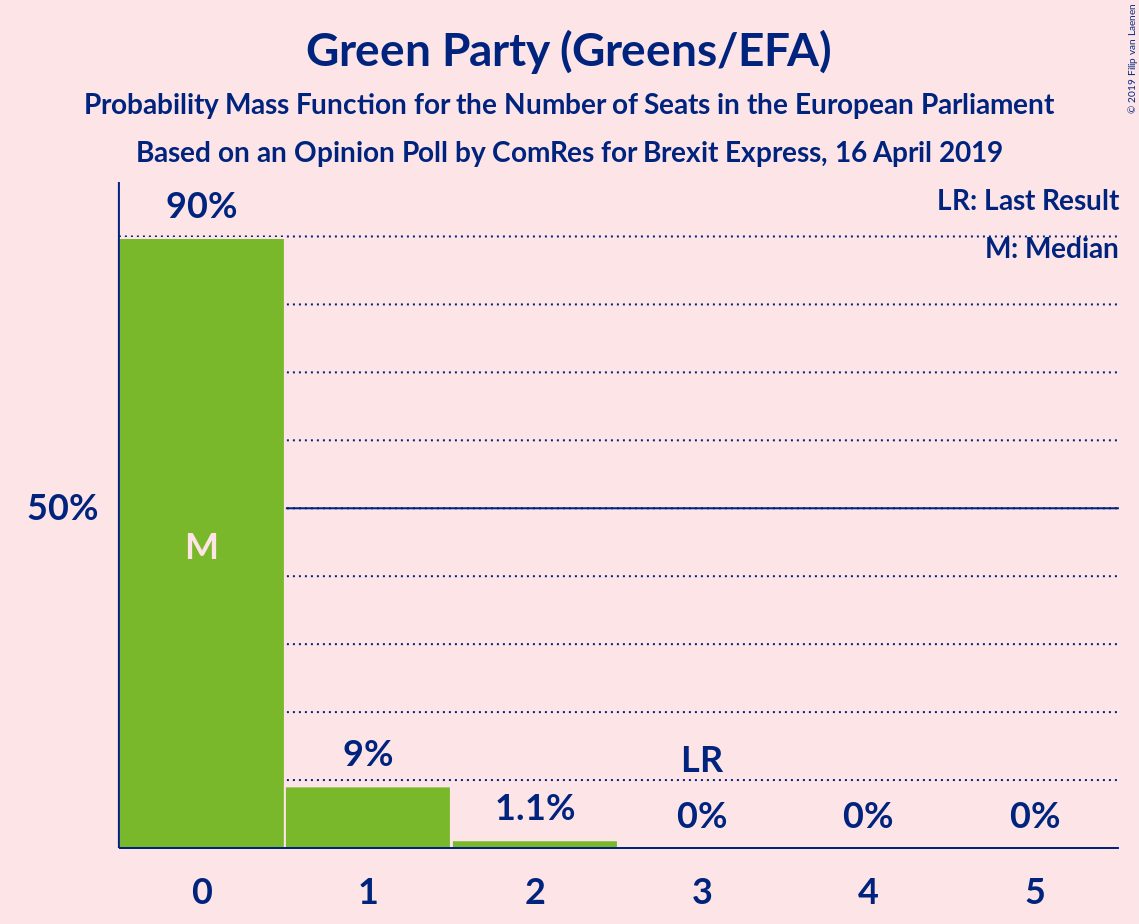 Green Party (Greens/EFA)
Probability Mass Function for the Number of Seats in the European Parliament
Based on an Opinion Poll by ComRes for Brexit Express, 16 April 2019
© 2019 Filip van Laenen
LR: Last Result
M: Median
90%
50%
M
9%
1.1%
LR
0%
0%
0%
0 1 2 3 4 5